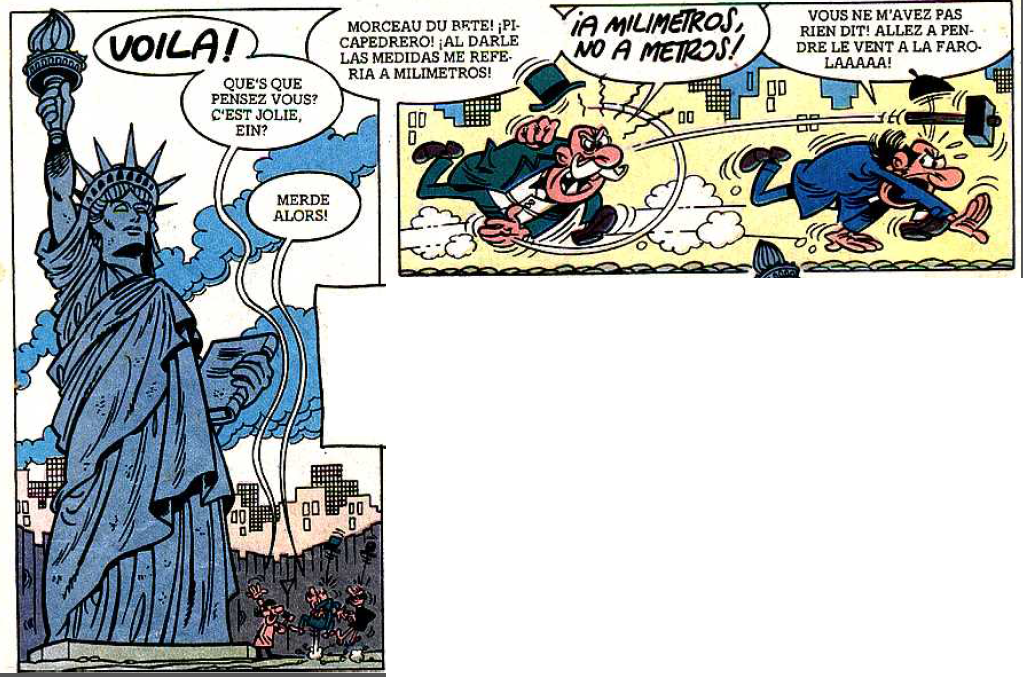 VOILA!
QUE'S QUE
PENSEZ VOUS?
C'EST JOLIE,
EIN?
MERDE
ALORS!
MORCEAU DU BETE! ¡PI-
CAPEDRERO! ¡AL DARLE
LAS MEDIDAS ME REFE-
RIA A MILIMETROS!
¡A MILIMETROS,
NO A METROS!
VOUS NE M'AVEZ PAS
RIEN DIT! ALLEZ A PEN-
DRE LE VENT A LA FARO-
LAAAAA!